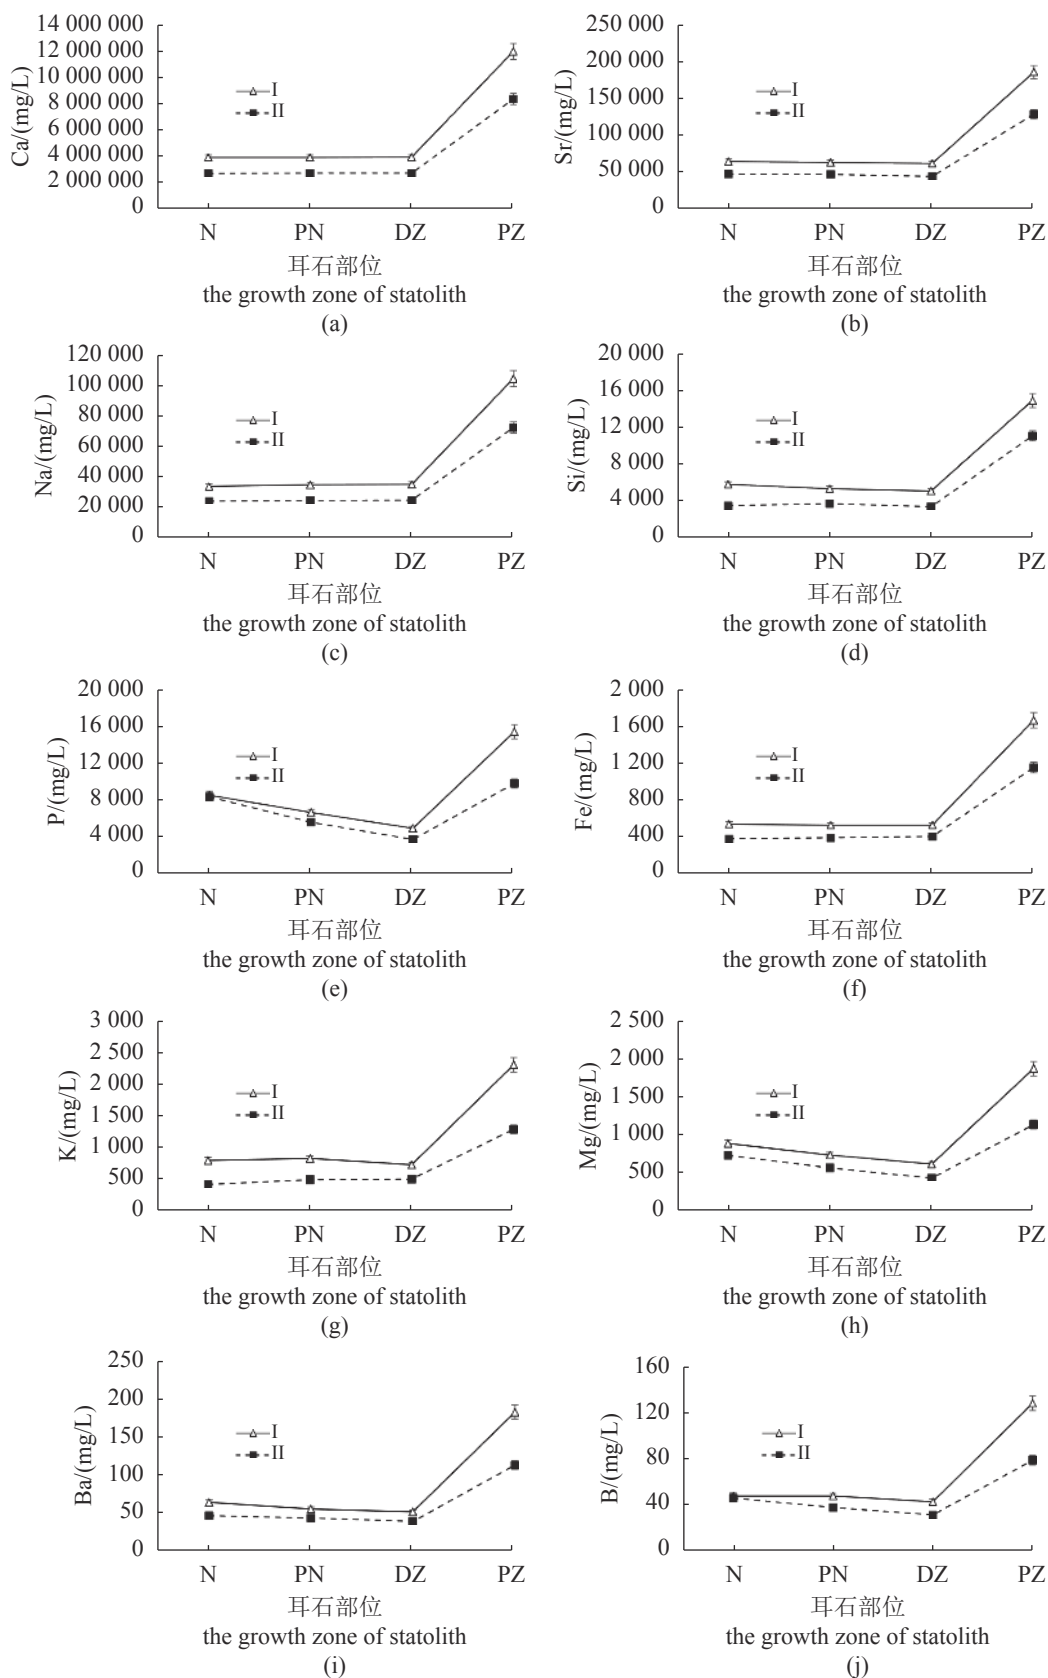 14 000 000
12 000 000
10 000 000
8 000 000
6 000 000
4 000 000
2 000 000
0
Ca/(mg/L)
I
II
N PN DZ PZ
耳石部位
the growth zone of statolith
(a)
250 000
200 000
150 000
100 000
50 000
0
Sr/(mg/L)
I
II
N PN DZ PZ
耳石部位
the growth zone of statolith
(b)
120 000
100 000
80 000
60 000
40 000
20 000
0
Na/(mg/L)
I
II
N PN DZ PZ
耳石部位
the growth zone of statolith
(c)
20 000
16 000
12 000
8 000
4 000
0
Si/(mg/L)
I
II
N PN DZ PZ
耳石部位
the growth zone of statolith
(d)
20 000
16 000
12 000
8 000
4 000
0
P/(mg/L)
I
II
N PN DZ PZ
耳石部位
the growth zone of statolith
(e)
2 000
1 600
1 200
800
400
0
Fe/(mg/L)
I
II
N PN DZ PZ
耳石部位
the growth zone of statolith
(f)
3 000
2 500
2 000
1 500
1 000
500
0
K/(mg/L)
I
II
N PN DZ PZ
耳石部位
the growth zone of statolith
(g)
2 500
2 000
1 500
1 000
500
0
Mg/(mg/L)
I
II
N PN DZ PZ
耳石部位
the growth zone of statolith
(h)
250
200
150
100
50
0
Ba/(mg/L)
I
II
N PN DZ PZ
耳石部位
the growth zone of statolith
(i)
160
120
80
40
0
B/(mg/L)
I
II
N PN DZ PZ
耳石部位
the growth zone of statolith
(j)